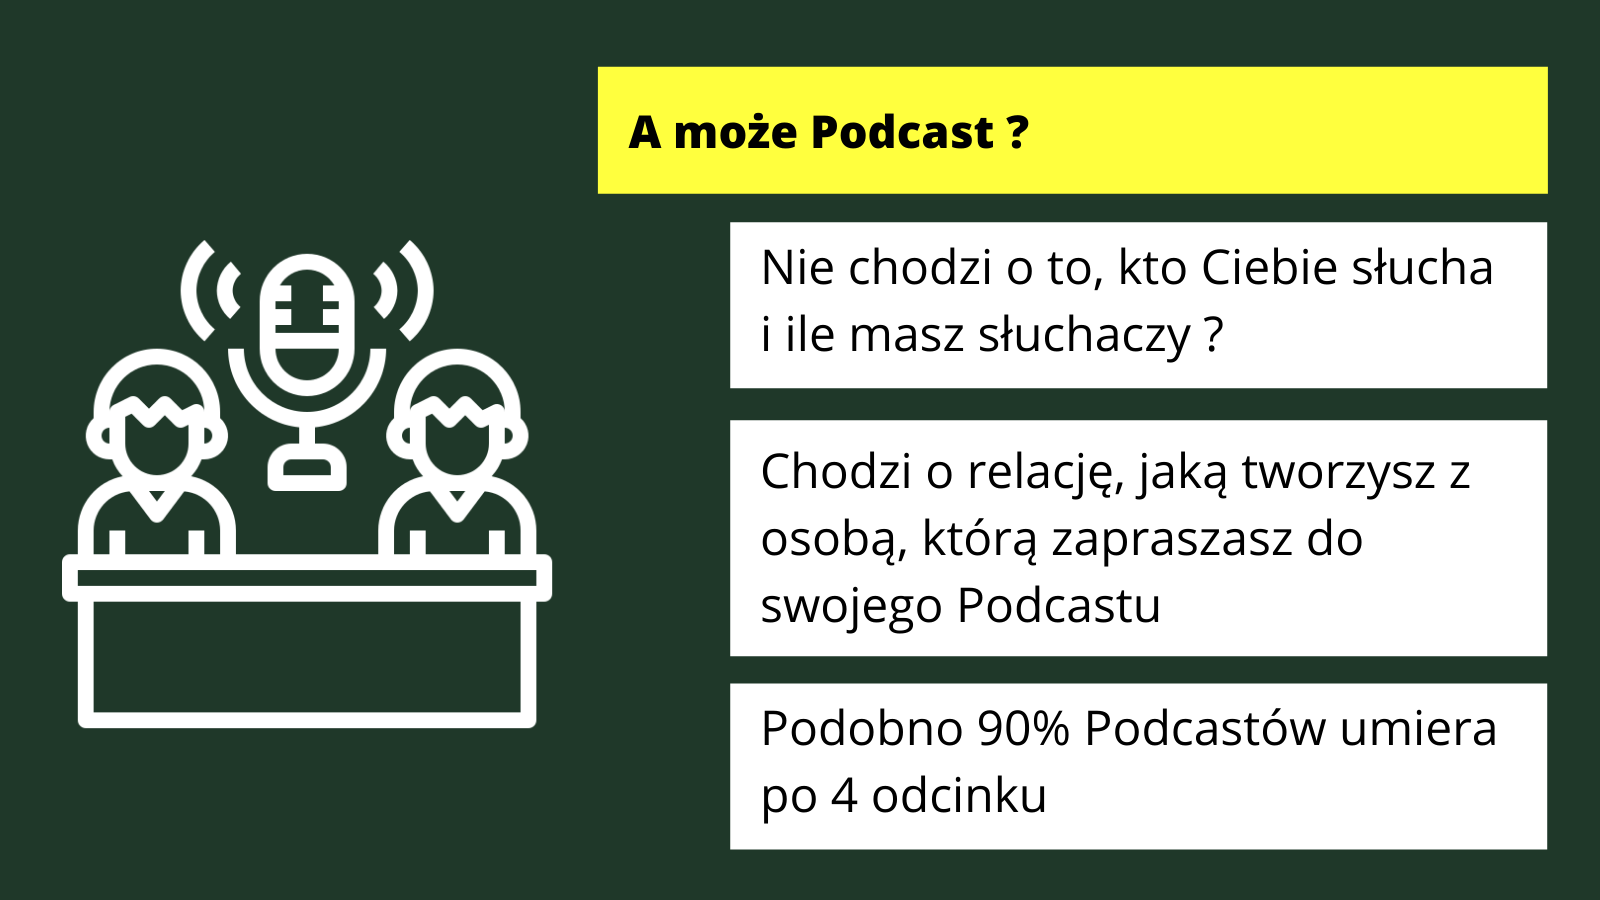 A może Podcast ?
Nie chodzi o to, kto Ciebie słucha
i ile masz słuchaczy ?
Chodzi o relację, jaką tworzysz z
osobą, którą zapraszasz do
swojego Podcastu
Podobno 90% Podcastów umiera
po 4 odcinku